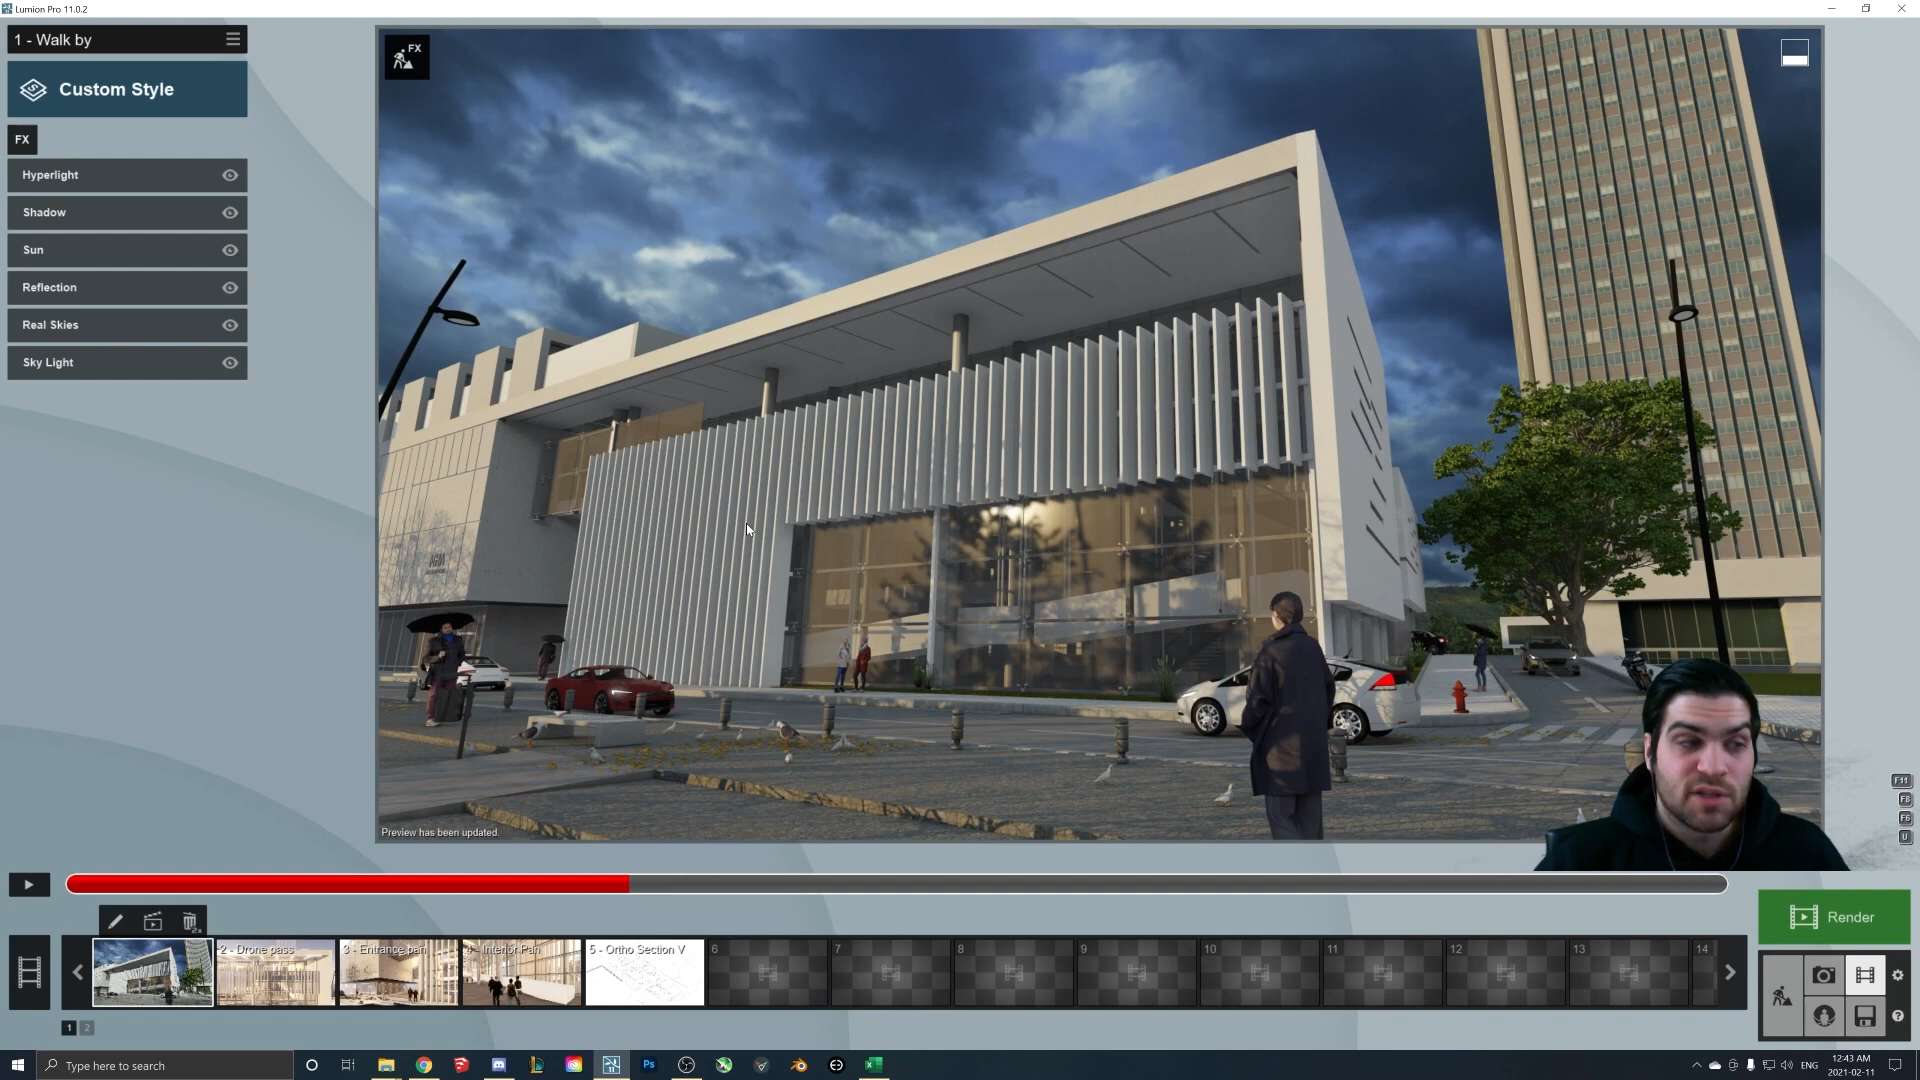 Lumion Pro 11.0.2
1 - Walk by
FX
Custom Style
FX
Hyperlight
Shadow
Sun
Reflection
Real Skies
Sky Light
Preview has been updated.
F11
F8
F6
U
Render
2 - Drone pass
3 - Entrance pan
4 - Interior Pan
5 - Ortho Section V
6
7
8
9
10
11
12
13
14
1
2
Type here to search
11
Ps
ENG
12:43 AM
2021-02-11